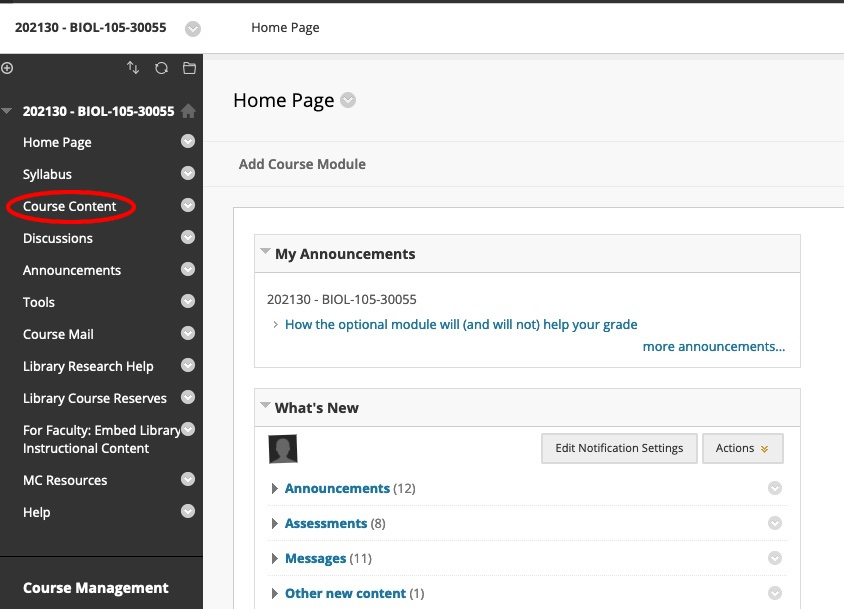 202130 - BIOL-105-30055
Home Page
202130 - BIOL-105-30055
Home Page
Syllabus
Course Content
Discussions
Announcements
Tools
Course Mail
Library Research Help
Library Course Reserves
For Faculty: Embed Library
Instructional Content
MC Resources
Help
Course Management
Home Page
Add Course Module
My Announcements
202130 - BIOL-105-30055
How the optional module will (and will not) help your grade
more announcements...
What's New
Edit Notification Settings
Actions
Announcements (12)
Assessments (8)
Messages (11)
Other new content (1)